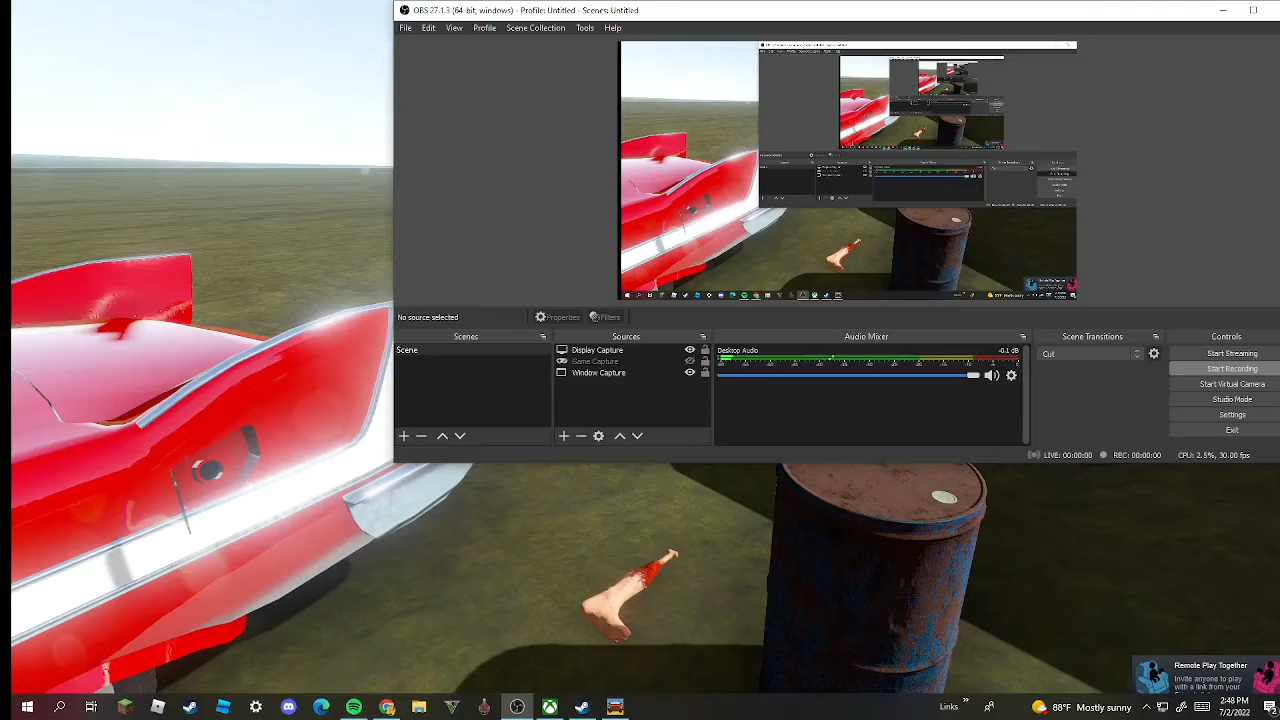 OBS 27.1.3 (64-bit, windows) - Profile: Untitled - Scenes: Untitled
File Edit View Profile Scene Collection Tools Help
No source selected Properties Filters
Scenes Sources Audio Mixer Scene Transitions Controls
Scene
Display Capture
Game Capture
Window Capture
Desktop Audio -0.1 dB
Cut
Start Streaming
Start Recording
Start Virtual Camera
Studio Mode
Settings
Exit
LIVE: 00:00:00 REC: 00:00:00 CPU: 2.5%, 30.00 fps
Remote Play Together
Invite anyone to play
with a link from your
Links » 88°F Mostly sunny 2:48 PM
7/2/2022